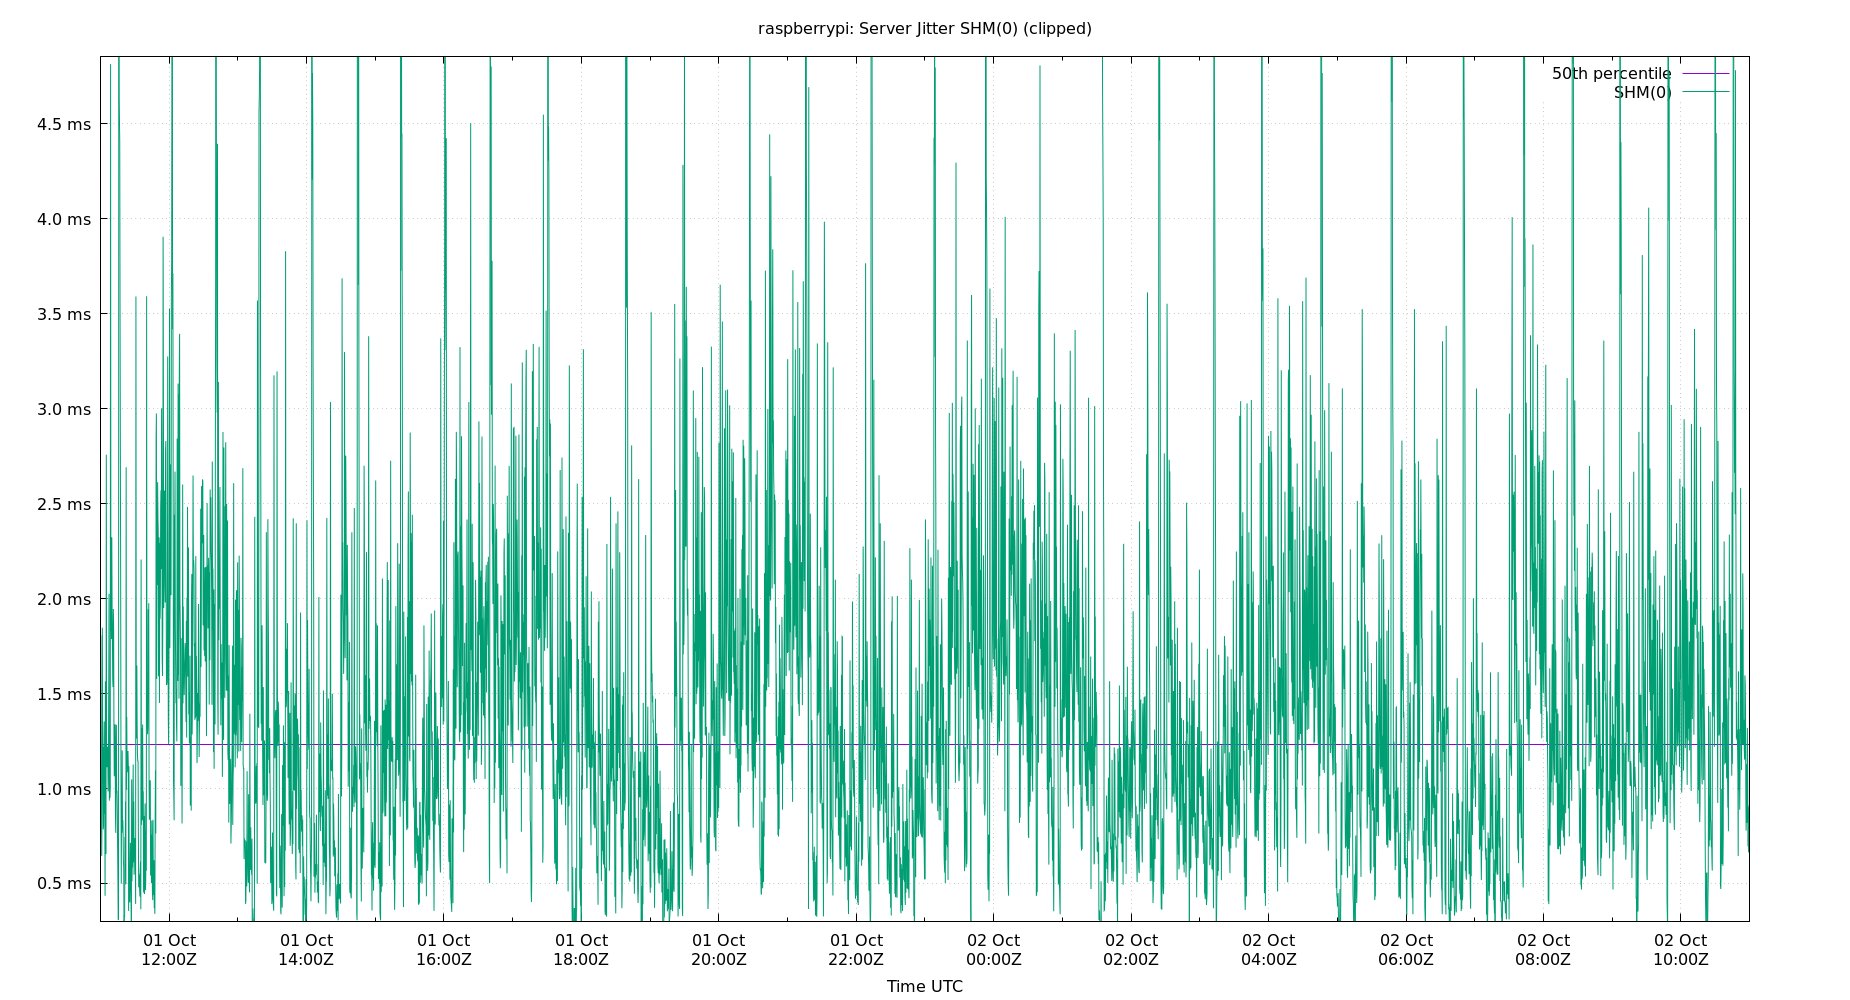 raspberrypi: Server Jitter SHM(0) (clipped)
50th percentile
SHM(0)
4.5 ms
4.0 ms
3.5 ms
3.0 ms
2.5 ms
2.0 ms
1.5 ms
1.0 ms
0.5 ms
01 Oct 01 Oct 01 Oct 01 Oct 01 Oct 01 Oct 02 Oct 02 Oct 02 Oct 02 Oct 02 Oct 02 Oct
12:00Z 14:00Z 16:00Z 18:00Z 20:00Z 22:00Z 00:00Z 02:00Z 04:00Z 06:00Z 08:00Z 10:00Z
Time UTC